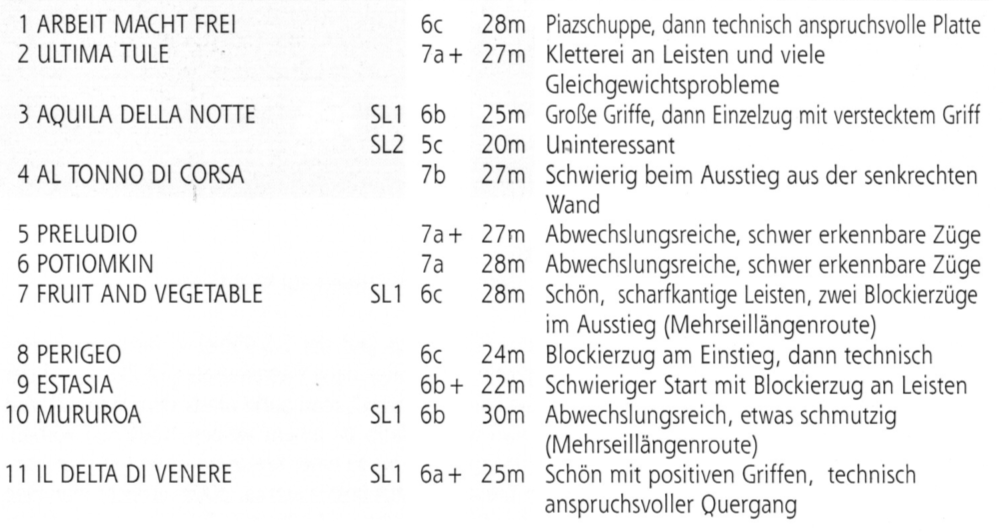 1 ARBEIT MACHT FREI 6c 28m Piazschuppe, dann technisch anspruchsvolle Platte
2 ULTIMA TULE 7a+ 27m Kletterei an Leisten und viele
Gleichgewichtsprobleme
3 AQUILA DELLA NOTTE SL1 6b 25m Große Griffe, dann Einzelzug mit verstecktem Griff
SL2 5c 20m Uninteressant
4 AL TONNO DI CORSA 7b 27m Schwierig beim Ausstieg aus der senkrechten
Wand
5 PRELUDIO 7a+ 27m Abwechslungsreiche, schwer erkennbare Züge
6 POTIOMKIN 7a 28m Abwechslungsreiche, schwer erkennbare Züge
7 FRUIT AND VEGETABLE SL1 6c 28m Schön, scharfkantige Leisten, zwei Blockierzüge
im Ausstieg (Mehrseillängenroute)
8 PERIGEO 6c 24m Blockierzug am Einstieg, dann technisch
9 ESTASIA 6b+ 22m Schwieriger Start mit Blockierzug an Leisten
10 MURUROA SL1 6b 30m Abwechslungsreich, etwas schmutzig
(Mehrseillängenroute)
11 IL DELTA DI VENERE SL1 6a+ 25m Schön mit positiven Griffen, technisch
anspruchsvoller Quergang